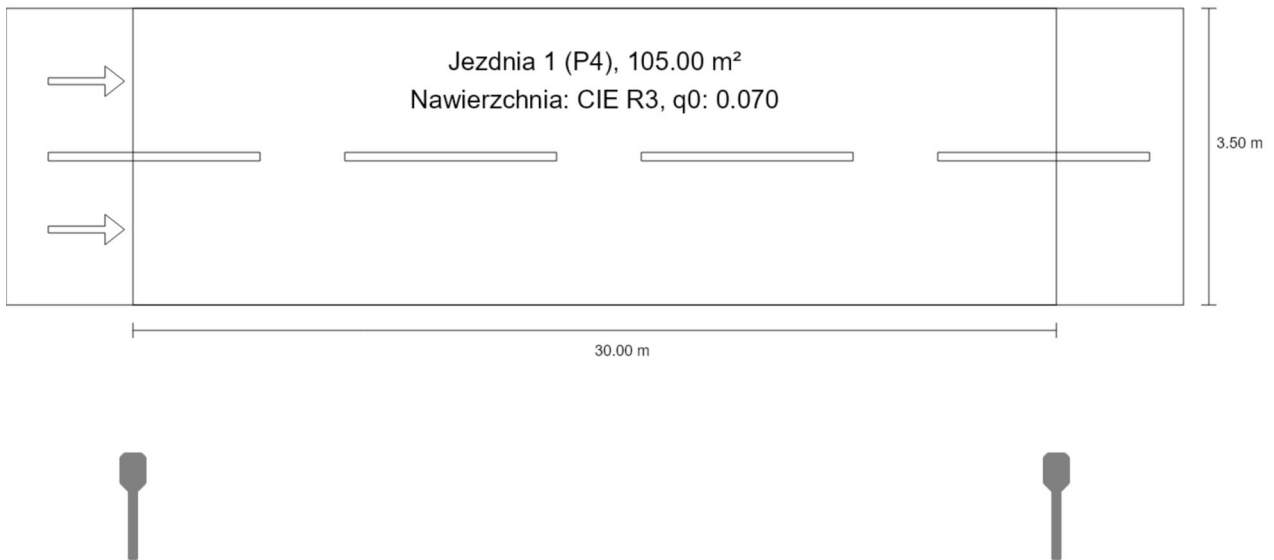 Jezdnia 1 (P4), 105.00 m²
Nawierzchnia: CIE R3, q0: 0.070
3.50 m
30.00 m